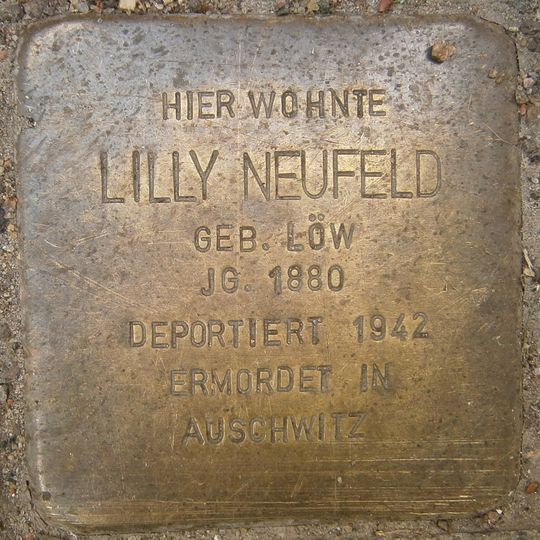 HIER WOHNTE
LILLY NEUFELD
GEB. LÖW
JG. 1880
DEPORTIERT 1942
ERMORDET IN
AUSCHWITZ